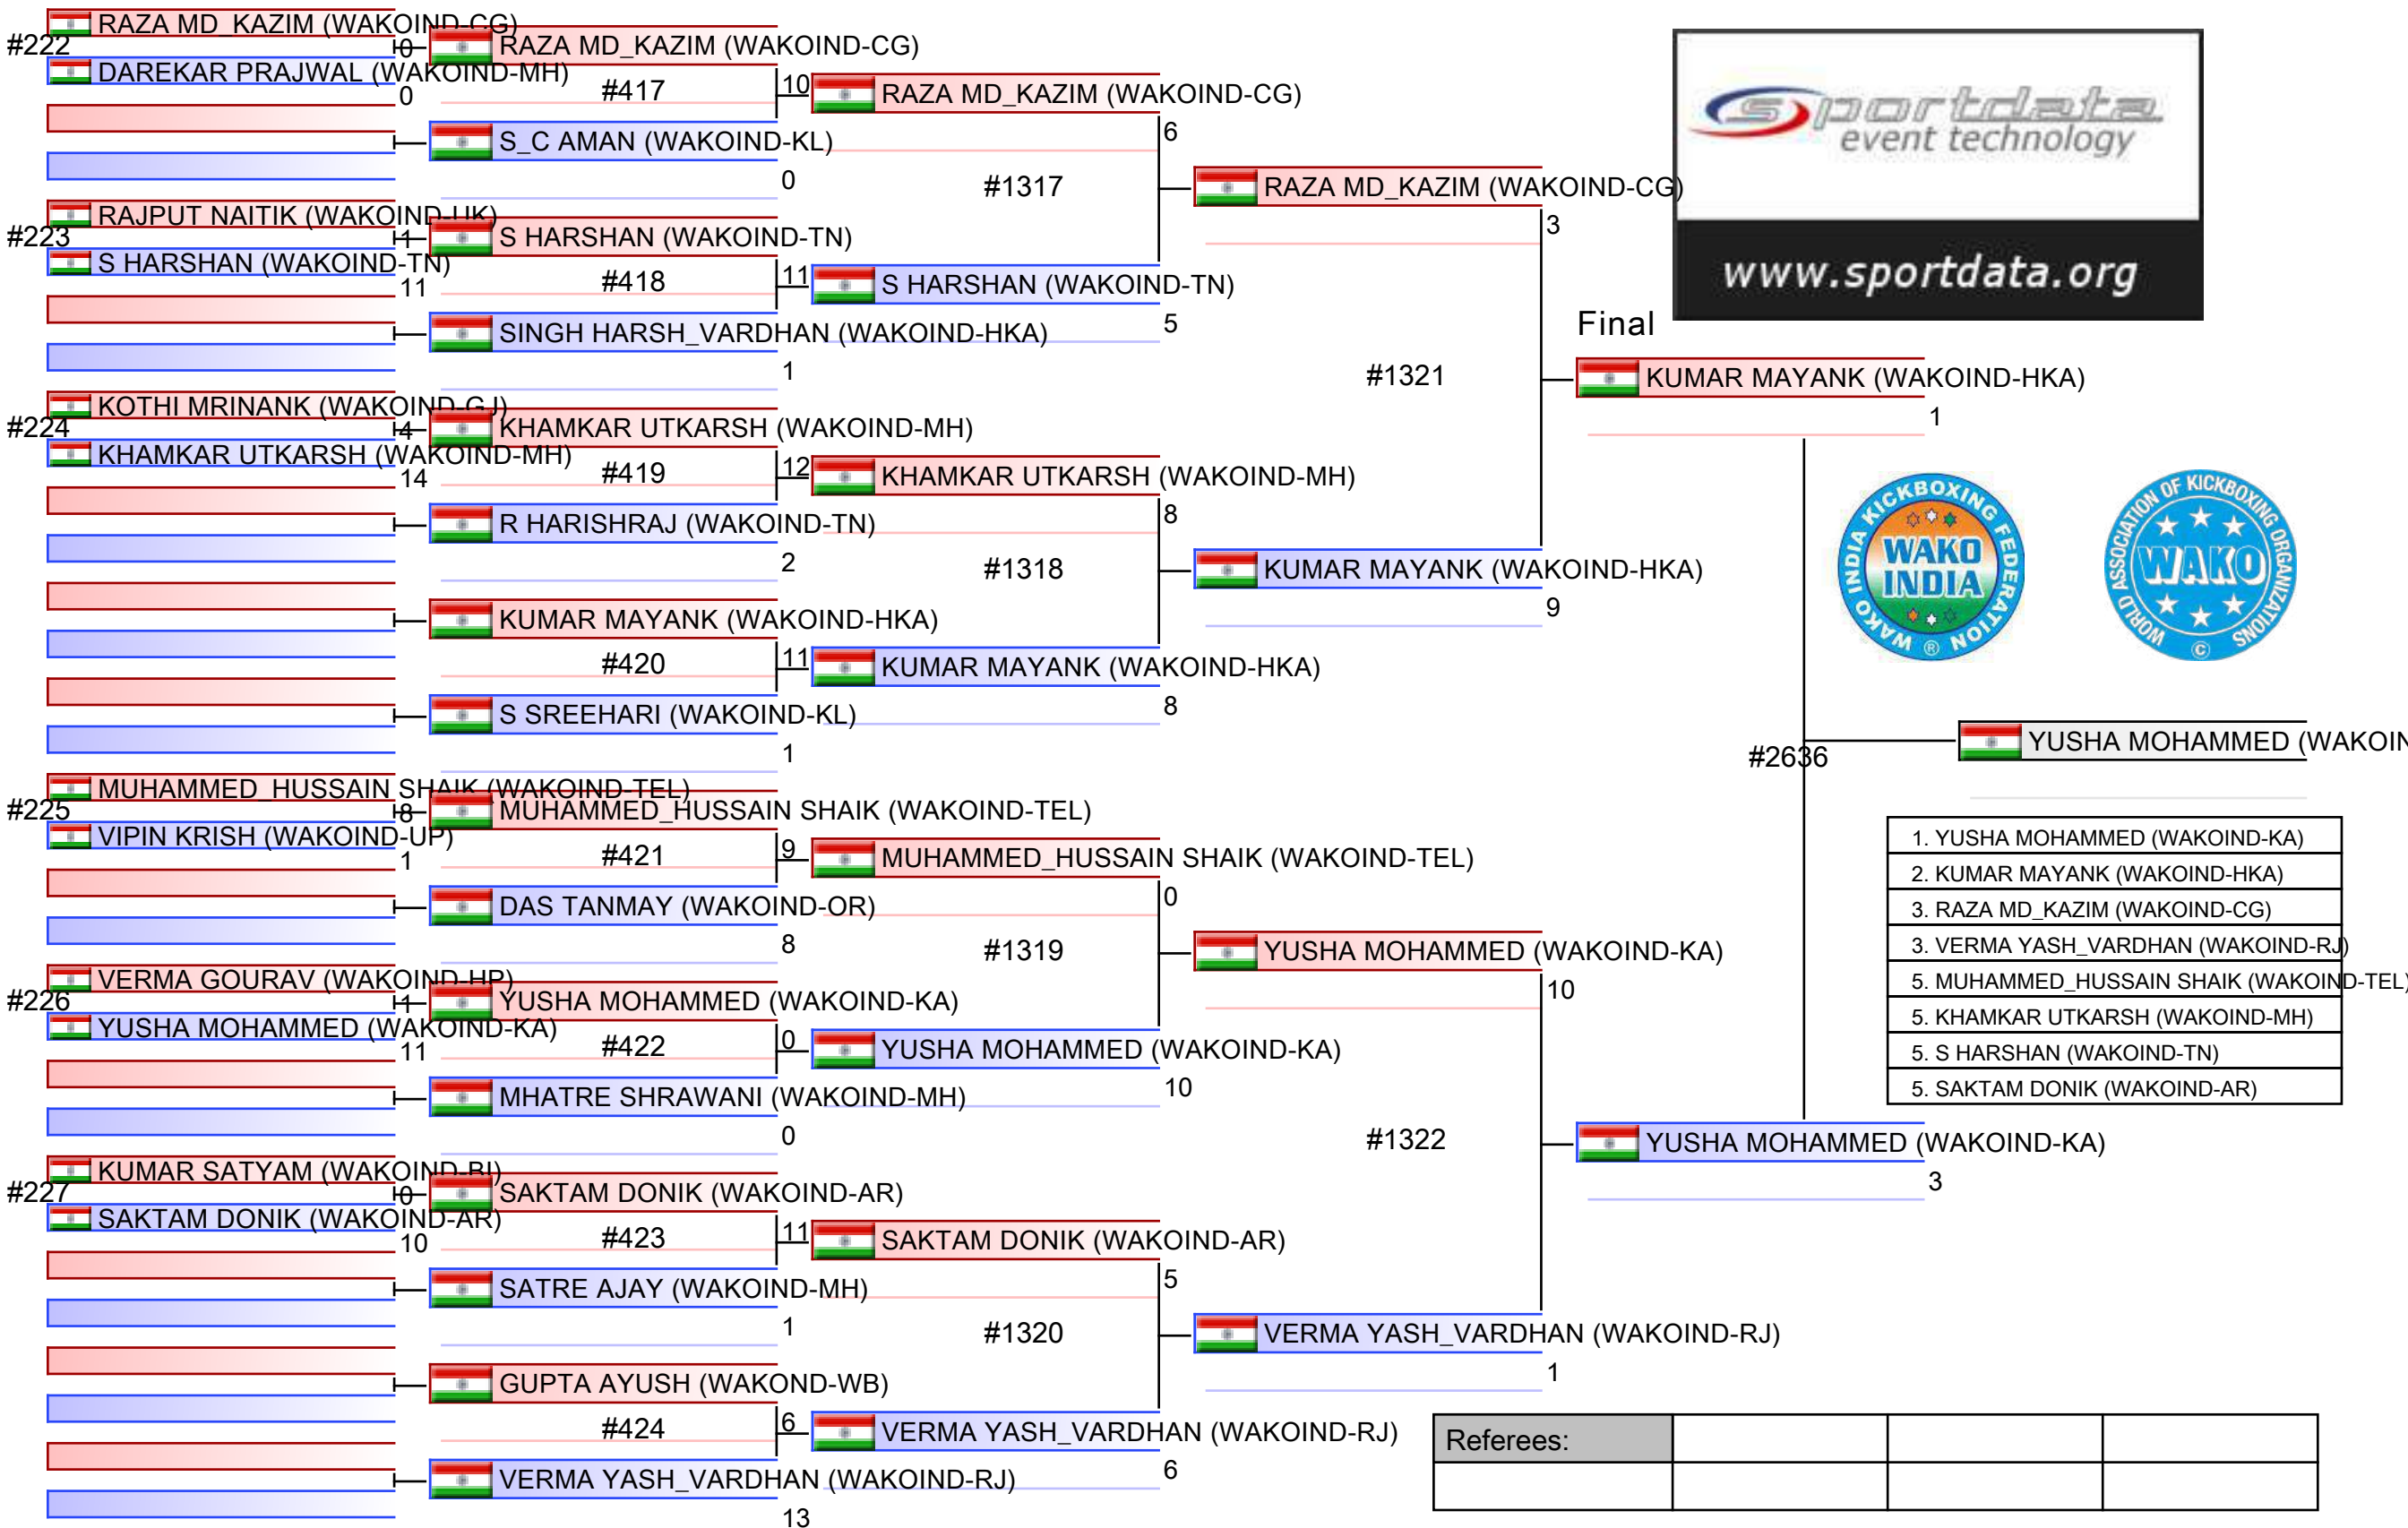 #222
RAZA MD_KAZIM (WAKOIND-CG)
0
DAREKAR PRAJWAL (WAKOIND-MH)
0
#223
RAJPUT NAITIK (WAKOIND-UK)
1
S HARSHAN (WAKOIND-TN)
11
#224
KOTHI MRINANK (WAKOIND-GJ)
4
KHAMKAR UTKARSH (WAKOIND-MH)
14
#225
MUHAMMED_HUSSAIN SHAIK (WAKOIND-TEL)
8
VIPIN KRISH (WAKOIND-UP)
1
#226
VERMA GOURAV (WAKOIND-HP)
1
YUSHA MOHAMMED (WAKOIND-KA)
11
#227
KUMAR SATYAM (WAKOIND-BI)
0
SAKTAM DONIK (WAKOIND-AR)
10
RAZA MD_KAZIM (WAKOIND-CG)
#417
10
S_C AMAN (WAKOIND-KL)
0
S HARSHAN (WAKOIND-TN)
#418
11
SINGH HARSH_VARDHAN (WAKOIND-HKA)
1
KHAMKAR UTKARSH (WAKOIND-MH)
#419
12
R HARISHRAJ (WAKOIND-TN)
2
KUMAR MAYANK (WAKOIND-HKA)
#420
11
S SREEHARI (WAKOIND-KL)
1
MUHAMMED_HUSSAIN SHAIK (WAKOIND-TEL)
#421
9
DAS TANMAY (WAKOIND-OR)
8
YUSHA MOHAMMED (WAKOIND-KA)
#422
0
MHATRE SHRAWANI (WAKOIND-MH)
0
SAKTAM DONIK (WAKOIND-AR)
#423
11
SATRE AJAY (WAKOIND-MH)
1
GUPTA AYUSH (WAKOND-WB)
#424
6
VERMA YASH_VARDHAN (WAKOIND-RJ)
13
RAZA MD_KAZIM (WAKOIND-CG)
6
#1317
S HARSHAN (WAKOIND-TN)
5
KHAMKAR UTKARSH (WAKOIND-MH)
8
#1318
KUMAR MAYANK (WAKOIND-HKA)
8
MUHAMMED_HUSSAIN SHAIK (WAKOIND-TEL)
0
#1319
YUSHA MOHAMMED (WAKOIND-KA)
10
SAKTAM DONIK (WAKOIND-AR)
5
#1320
VERMA YASH_VARDHAN (WAKOIND-RJ)
6
RAZA MD_KAZIM (WAKOIND-CG)
3
#1321
KUMAR MAYANK (WAKOIND-HKA)
9
YUSHA MOHAMMED (WAKOIND-KA)
10
#1322
VERMA YASH_VARDHAN (WAKOIND-RJ)
1
Final
KUMAR MAYANK (WAKOIND-HKA)
1
#2636
YUSHA MOHAMMED (WAKOIND-KA)
3
YUSHA MOHAMMED (WAKOIN
sportdata
event technology
www.sportdata.org
WAKO INDIA KICKBOXING FEDERATION
WAKO
INDIA
®
WORLD ASSOCIATION OF KICKBOXING ORGANIZATIONS
WAKO
©
1. YUSHA MOHAMMED (WAKOIND-KA)
2. KUMAR MAYANK (WAKOIND-HKA)
3. RAZA MD_KAZIM (WAKOIND-CG)
3. VERMA YASH_VARDHAN (WAKOIND-RJ)
5. MUHAMMED_HUSSAIN SHAIK (WAKOIND-TEL)
5. KHAMKAR UTKARSH (WAKOIND-MH)
5. S HARSHAN (WAKOIND-TN)
5. SAKTAM DONIK (WAKOIND-AR)
Referees: